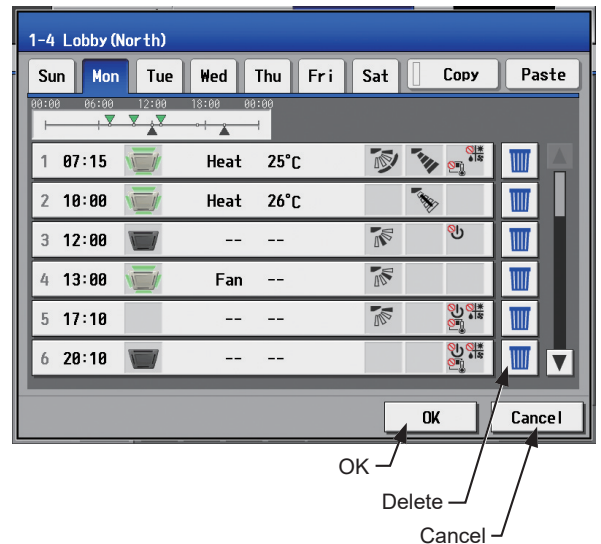 1-4 Lobby(North)
Sun Mon Tue Wed Thu Fri Sat Copy Paste
00:00 06:00 12:00 18:00 00:00
1 07:15 Heat 25°C
2 10:00 Heat 26°C
3 12:00 -- --
4 13:00 Fan --
5 17:10 -- --
6 20:10 -- --
OK Cancel
OK
Delete
Cancel